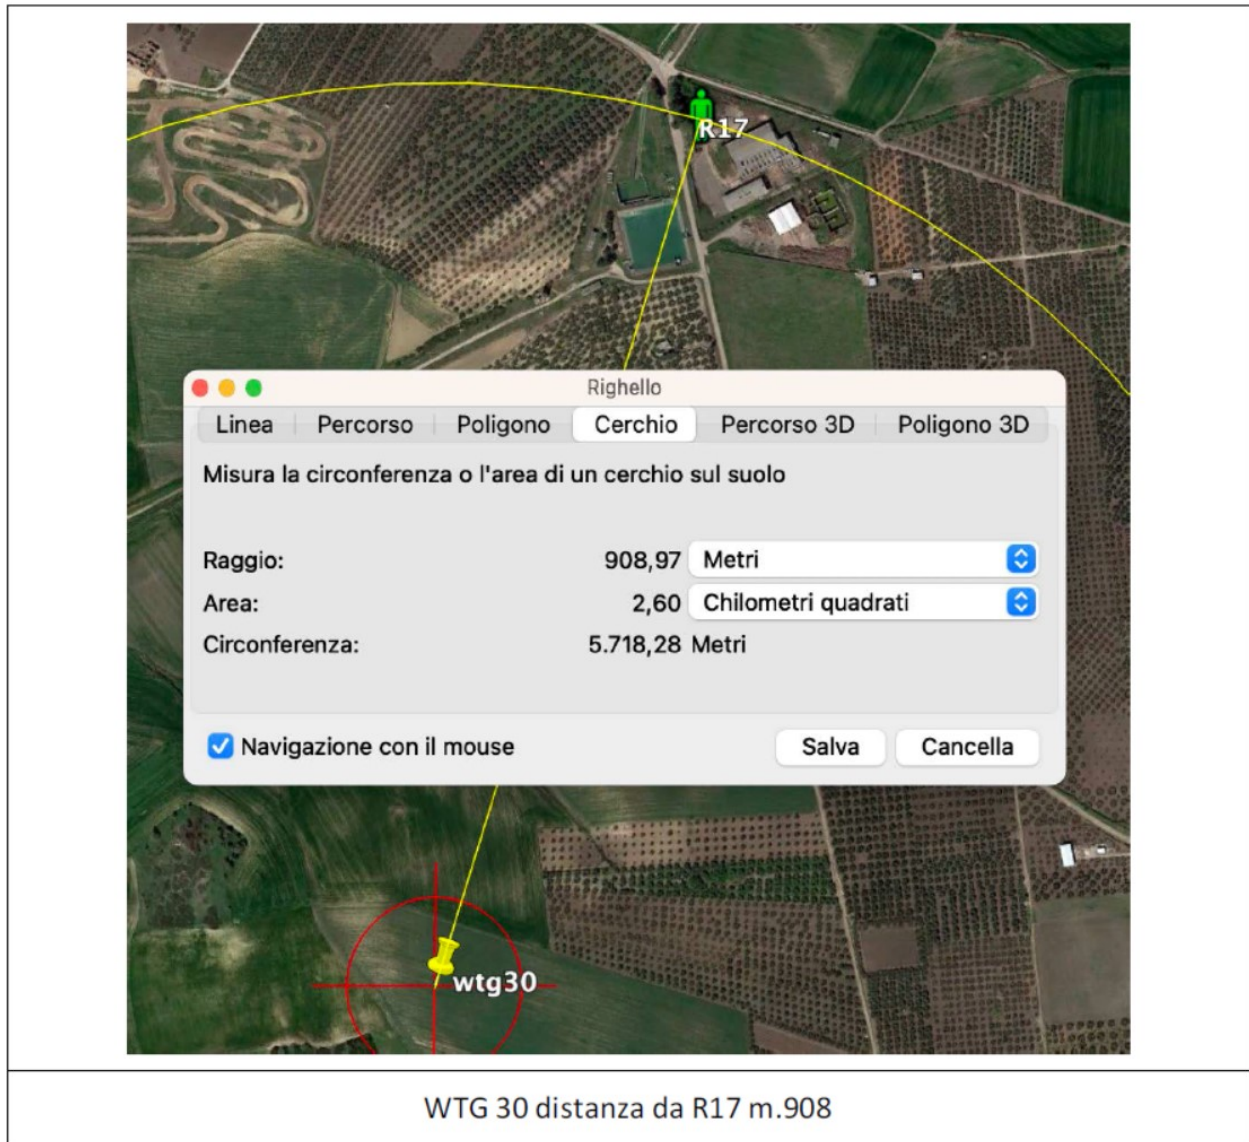 R17
Righello
Linea Percorso Poligono Cerchio Percorso 3D Poligono 3D
Misura la circonferenza o l'area di un cerchio sul suolo
Raggio: 908,97 Metri
Area: 2,60 Chilometri quadrati
Circonferenza: 5.718,28 Metri
Navigazione con il mouse Salva Cancella
wtg30
WTG 30 distanza da R17 m.908